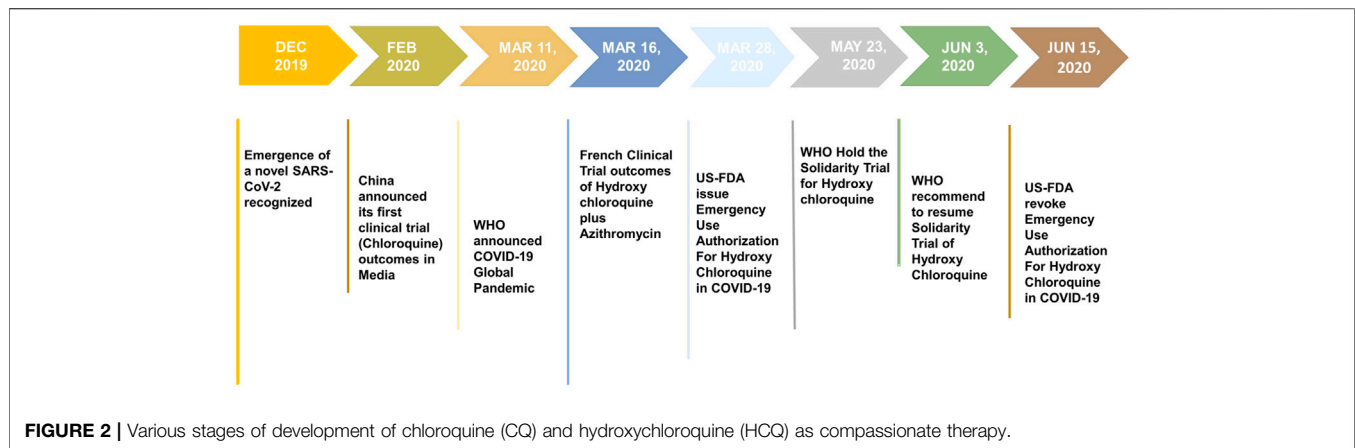 DEC
2019
FEB
2020
MAR 11,
2020
MAR 16,
2020
MAR 28,
2020
MAY 23,
2020
JUN 3,
2020
JUN 15,
2020
Emergence of
a novel SARS-
CoV-2
recognized
China
announced
its first
clinical trial
(Chloroquine)
outcomes in
Media
WHO
announced
COVID-19
Global
Pandemic
French Clinical
Trial outcomes
of Hydroxy
chloroquine
plus
Azithromycin
US-FDA
issue
Emergency
Use
Authorization
For Hydroxy
Chloroquine
in COVID-19
WHO Hold the
Solidarity Trial
for Hydroxy
chloroquine
WHO
recommend
to resume
Solidarity
Trial of
Hydroxy
Chloroquine
US-FDA
revoke
Emergency
Use
Authorization
For Hydroxy
Chloroquine
in COVID-19
FIGURE 2 | Various stages of development of chloroquine (CQ) and hydroxychloroquine (HCQ) as compassionate therapy.